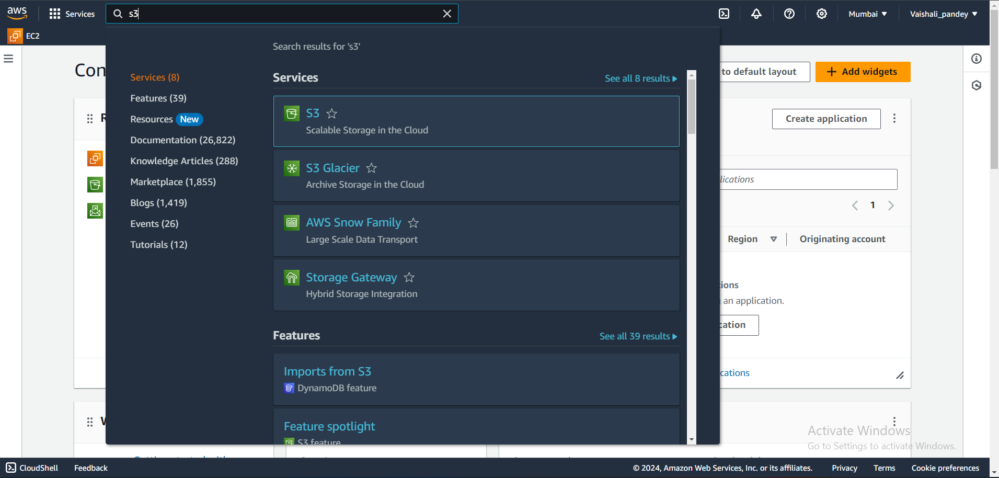 aws
Services
s3
Mumbai
Vaishali_pandey
EC2
Search results for 's3'
Con
to default layout
Add widgets
Services (8)
Features (39)
Resources New
Documentation (26,822)
Knowledge Articles (288)
Marketplace (1,855)
Blogs (1,419)
Events (26)
Tutorials (12)
Services
See all 8 results
S3
Scalable Storage in the Cloud
S3 Glacier
Archive Storage in the Cloud
AWS Snow Family
Large Scale Data Transport
Storage Gateway
Hybrid Storage Integration
Features
See all 39 results
Imports from S3
DynamoDB feature
Feature spotlight
S3 feature
R
Create application
lications
1
Region
Originating account
tions
an application.
cation
cations
W
Activate Windows
Go to Settings to activate Windows.
CloudShell
Feedback
© 2024, Amazon Web Services, Inc. or its affiliates.
Privacy
Terms
Cookie preferences